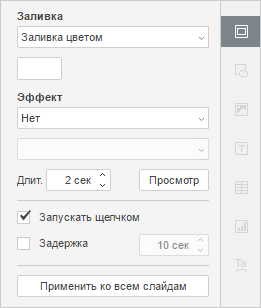 Заливка
Заливка цветом
Эффект
Нет
Длит. 2 сек Просмотр
Запускать щелчком
Задержка 10 сек
Применить ко всем слайдам